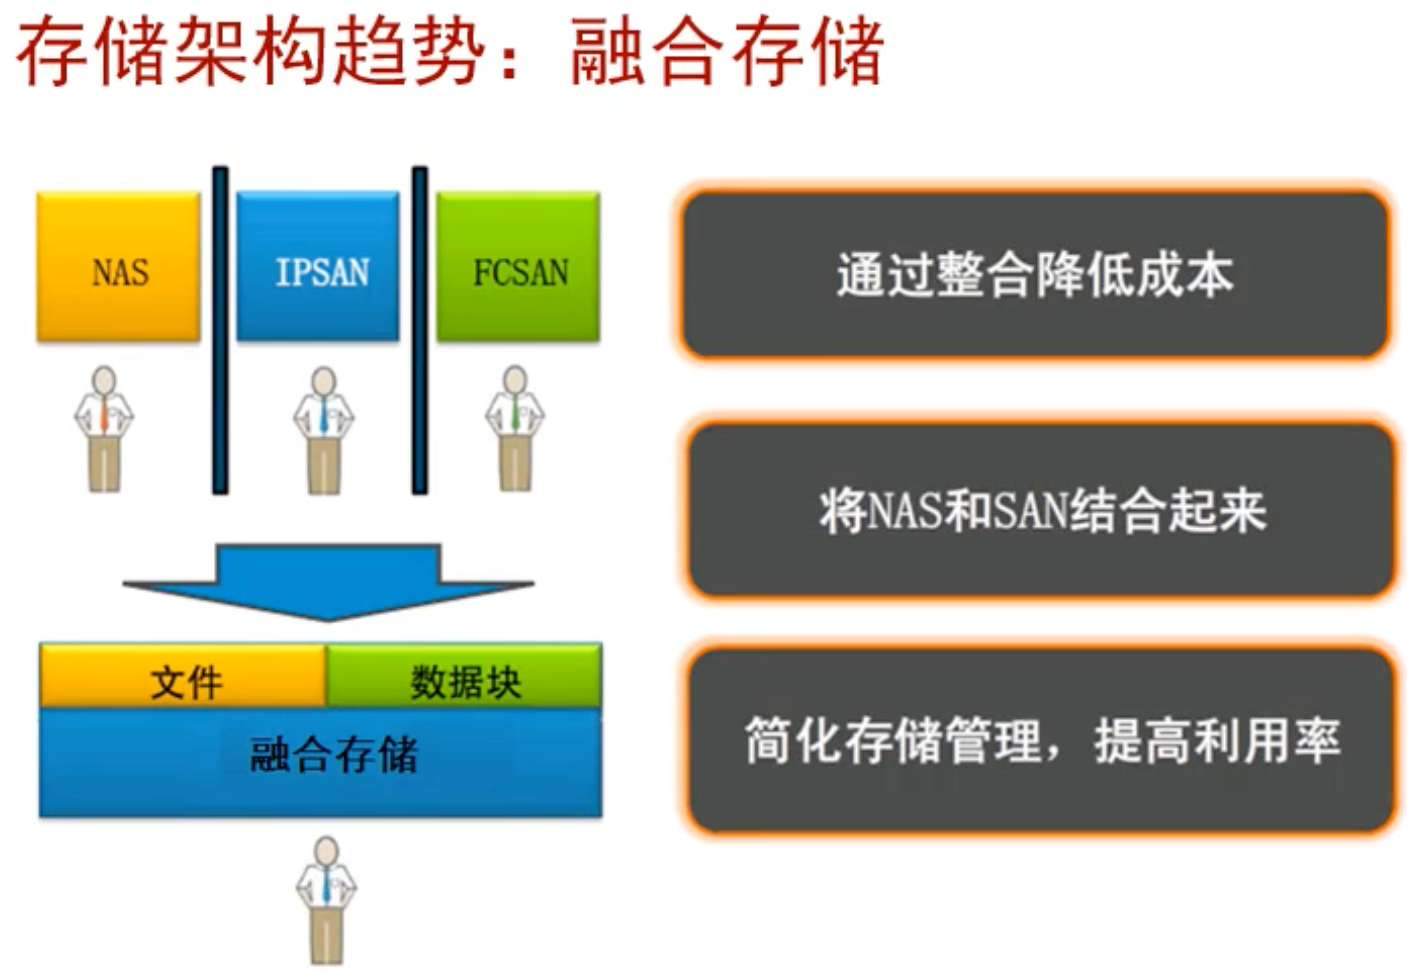 存储架构趋势：融合存储
NAS
IPSAN
FCSAN
文件
数据块
融合存储
通过整合降低成本
将NAS和SAN结合起来
简化存储管理，提高利用率